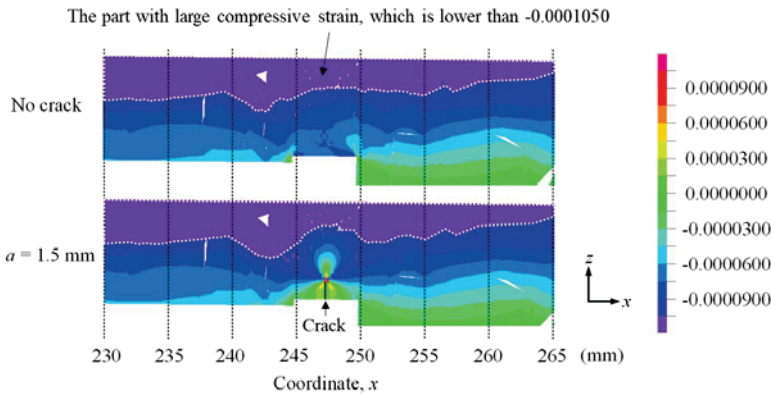 The part with large compressive strain, which is lower than -0.0001050
No crack
a = 1.5 mm
Crack
230 235 240 245 250 255 260 265 (mm)
Coordinate, x
z
x
0.0000900
0.0000600
0.0000300
0.0000000
-0.0000300
-0.0000600
-0.0000900